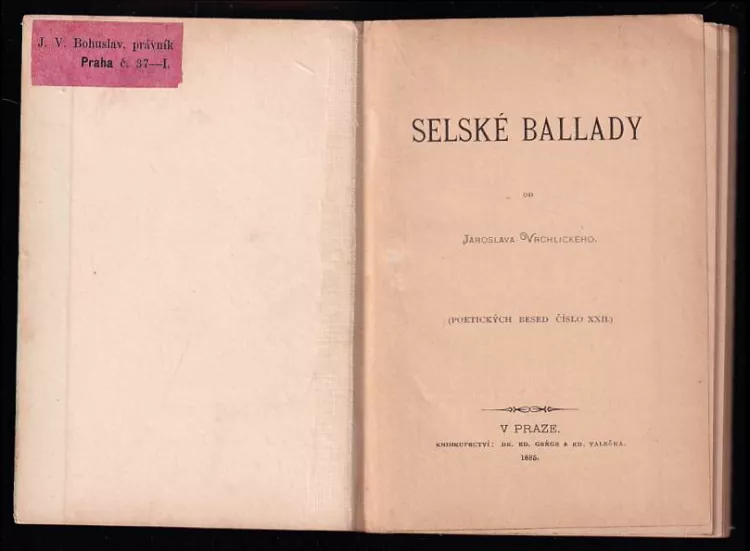 J. V. Bohuslav, právník
Praha č. 37—I.
SELSKÉ BALLADY
OD
JAROSLAVA VRCHLICKÉHO.
(POETICKÝCH BESED ČÍSLO XXII.)
V PRAZE.
KNIHKUPECTVÍ: DR. ED. GRÉGR & ED. VALEČKA.
1885.